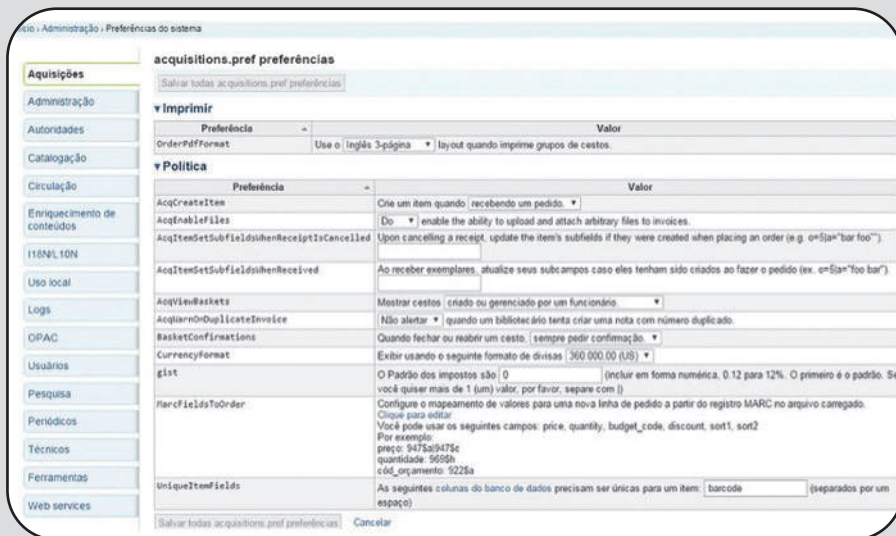 ício › Administração › Preferências do sistema
Aquisições
Administração
Autoridades
Catalogação
Circulação
Enriquecimento de
conteúdos
I18N/L10N
Uso local
Logs
OPAC
Usuários
Pesquisa
Periódicos
Técnicos
Ferramentas
Web services
acquisitions.pref preferências
Salvar todas acquisitions.pref preferências
▾ Imprimir
Preferência Valor
OrderPdfFormat Use o Inglês 3-página ▾ layout quando imprime grupos de cestos.
▾ Política
Preferência Valor
AcqCreateItem Crie um item quando recebendo um pedido. ▾
AcqEnableFiles Do ▾ enable the ability to upload and attach arbitrary files to invoices.
AcqItemSetSubfieldsWhenReceiptIsCancelled Upon cancelling a receipt, update the item's subfields if they were created when placing an order (e.g. o=5|a="bar foo"").
AcqItemSetSubfieldsWhenReceived Ao receber exemplares, atualize seus subcampos caso eles tenham sido criados ao fazer o pedido (ex. o=5|a="foo bar").
AcqViewBaskets Mostrar cestos criado ou gerenciado por um funcionário. ▾
AcqWarnOnDuplicateInvoice Não alertar ▾ quando um bibliotecário tenta criar uma nota com número duplicado.
BasketConfirmations Quando fechar ou reabrir um cesto, sempre pedir confirmação. ▾
CurrencyFormat Exibir usando o seguinte formato de divisas 360 000.00 (US) ▾
gist O Padrão dos impostos são 0 (incluir em forma numérica, 0.12 para 12%. O primeiro é o padrão. Se
você quiser mais de 1 (um) valor, por favor, separe com |)
MarcFieldsToOrder Configure o mapeamento de valores para uma nova linha de pedido a partir do registro MARC no arquivo carregado.
Clique para editar
Você pode usar os seguintes campos: price, quantity, budget_code, discount, sort1, sort2
Por exemplo:
preço: 947$a|947$c
quantidade: 969$h
cód_orçamento: 922$a
UniqueItemFields As seguintes colunas do banco de dados precisam ser únicas para um item: barcode (separados por um
espaço)
Salvar todas acquisitions.pref preferências Cancelar